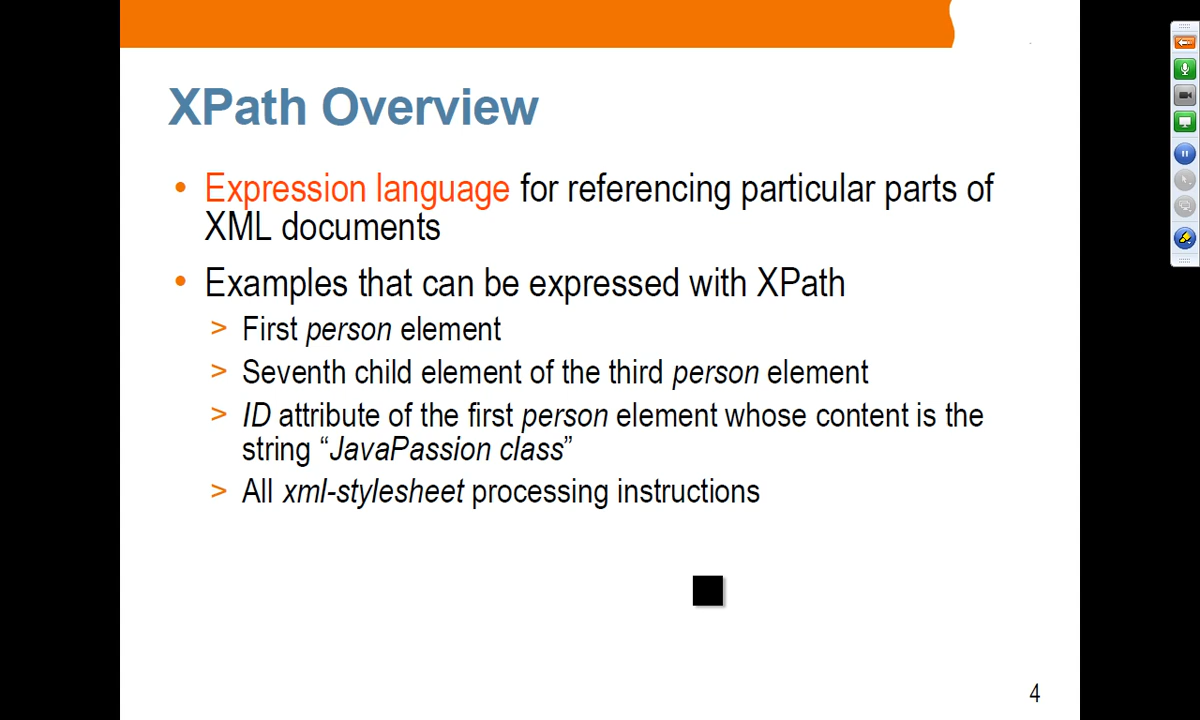 XPath Overview
• Expression language for referencing particular parts of
XML documents
• Examples that can be expressed with XPath
> First person element
> Seventh child element of the third person element
> ID attribute of the first person element whose content is the
string “JavaPassion class”
> All xml-stylesheet processing instructions
4